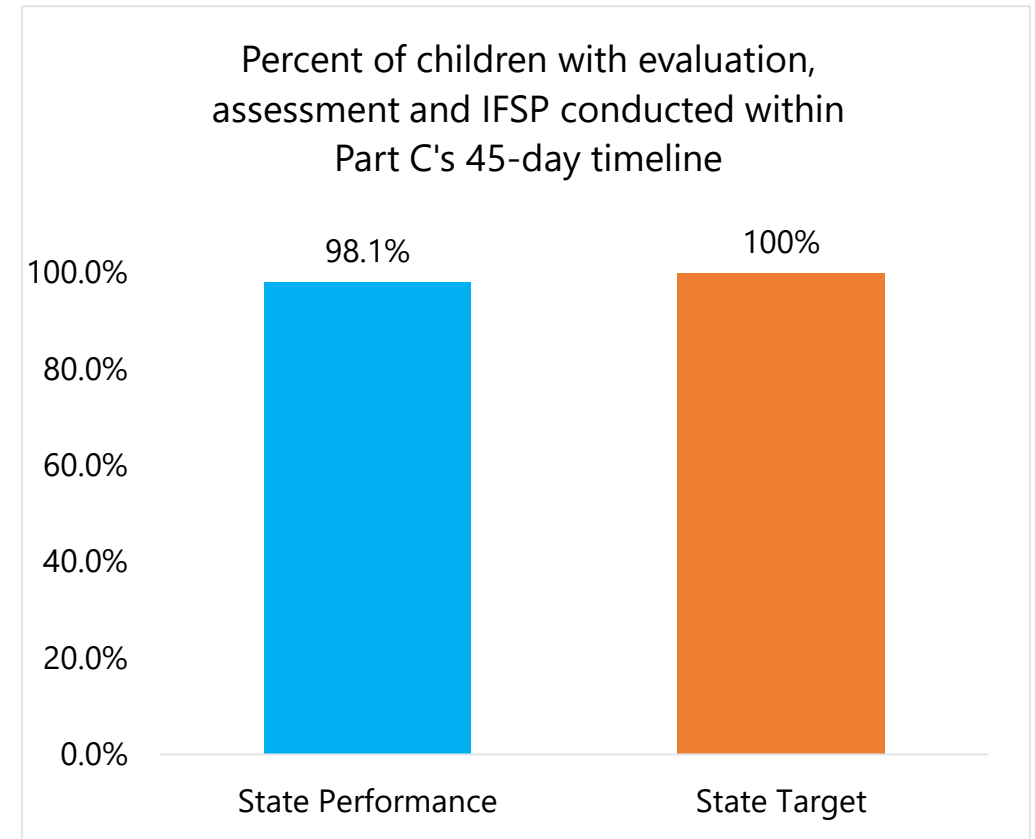 Percent of children with evaluation,
assessment and IFSP conducted within
Part C's 45-day timeline
98.1%
100%
100.0%
80.0%
60.0%
40.0%
20.0%
0.0%
State Performance
State Target